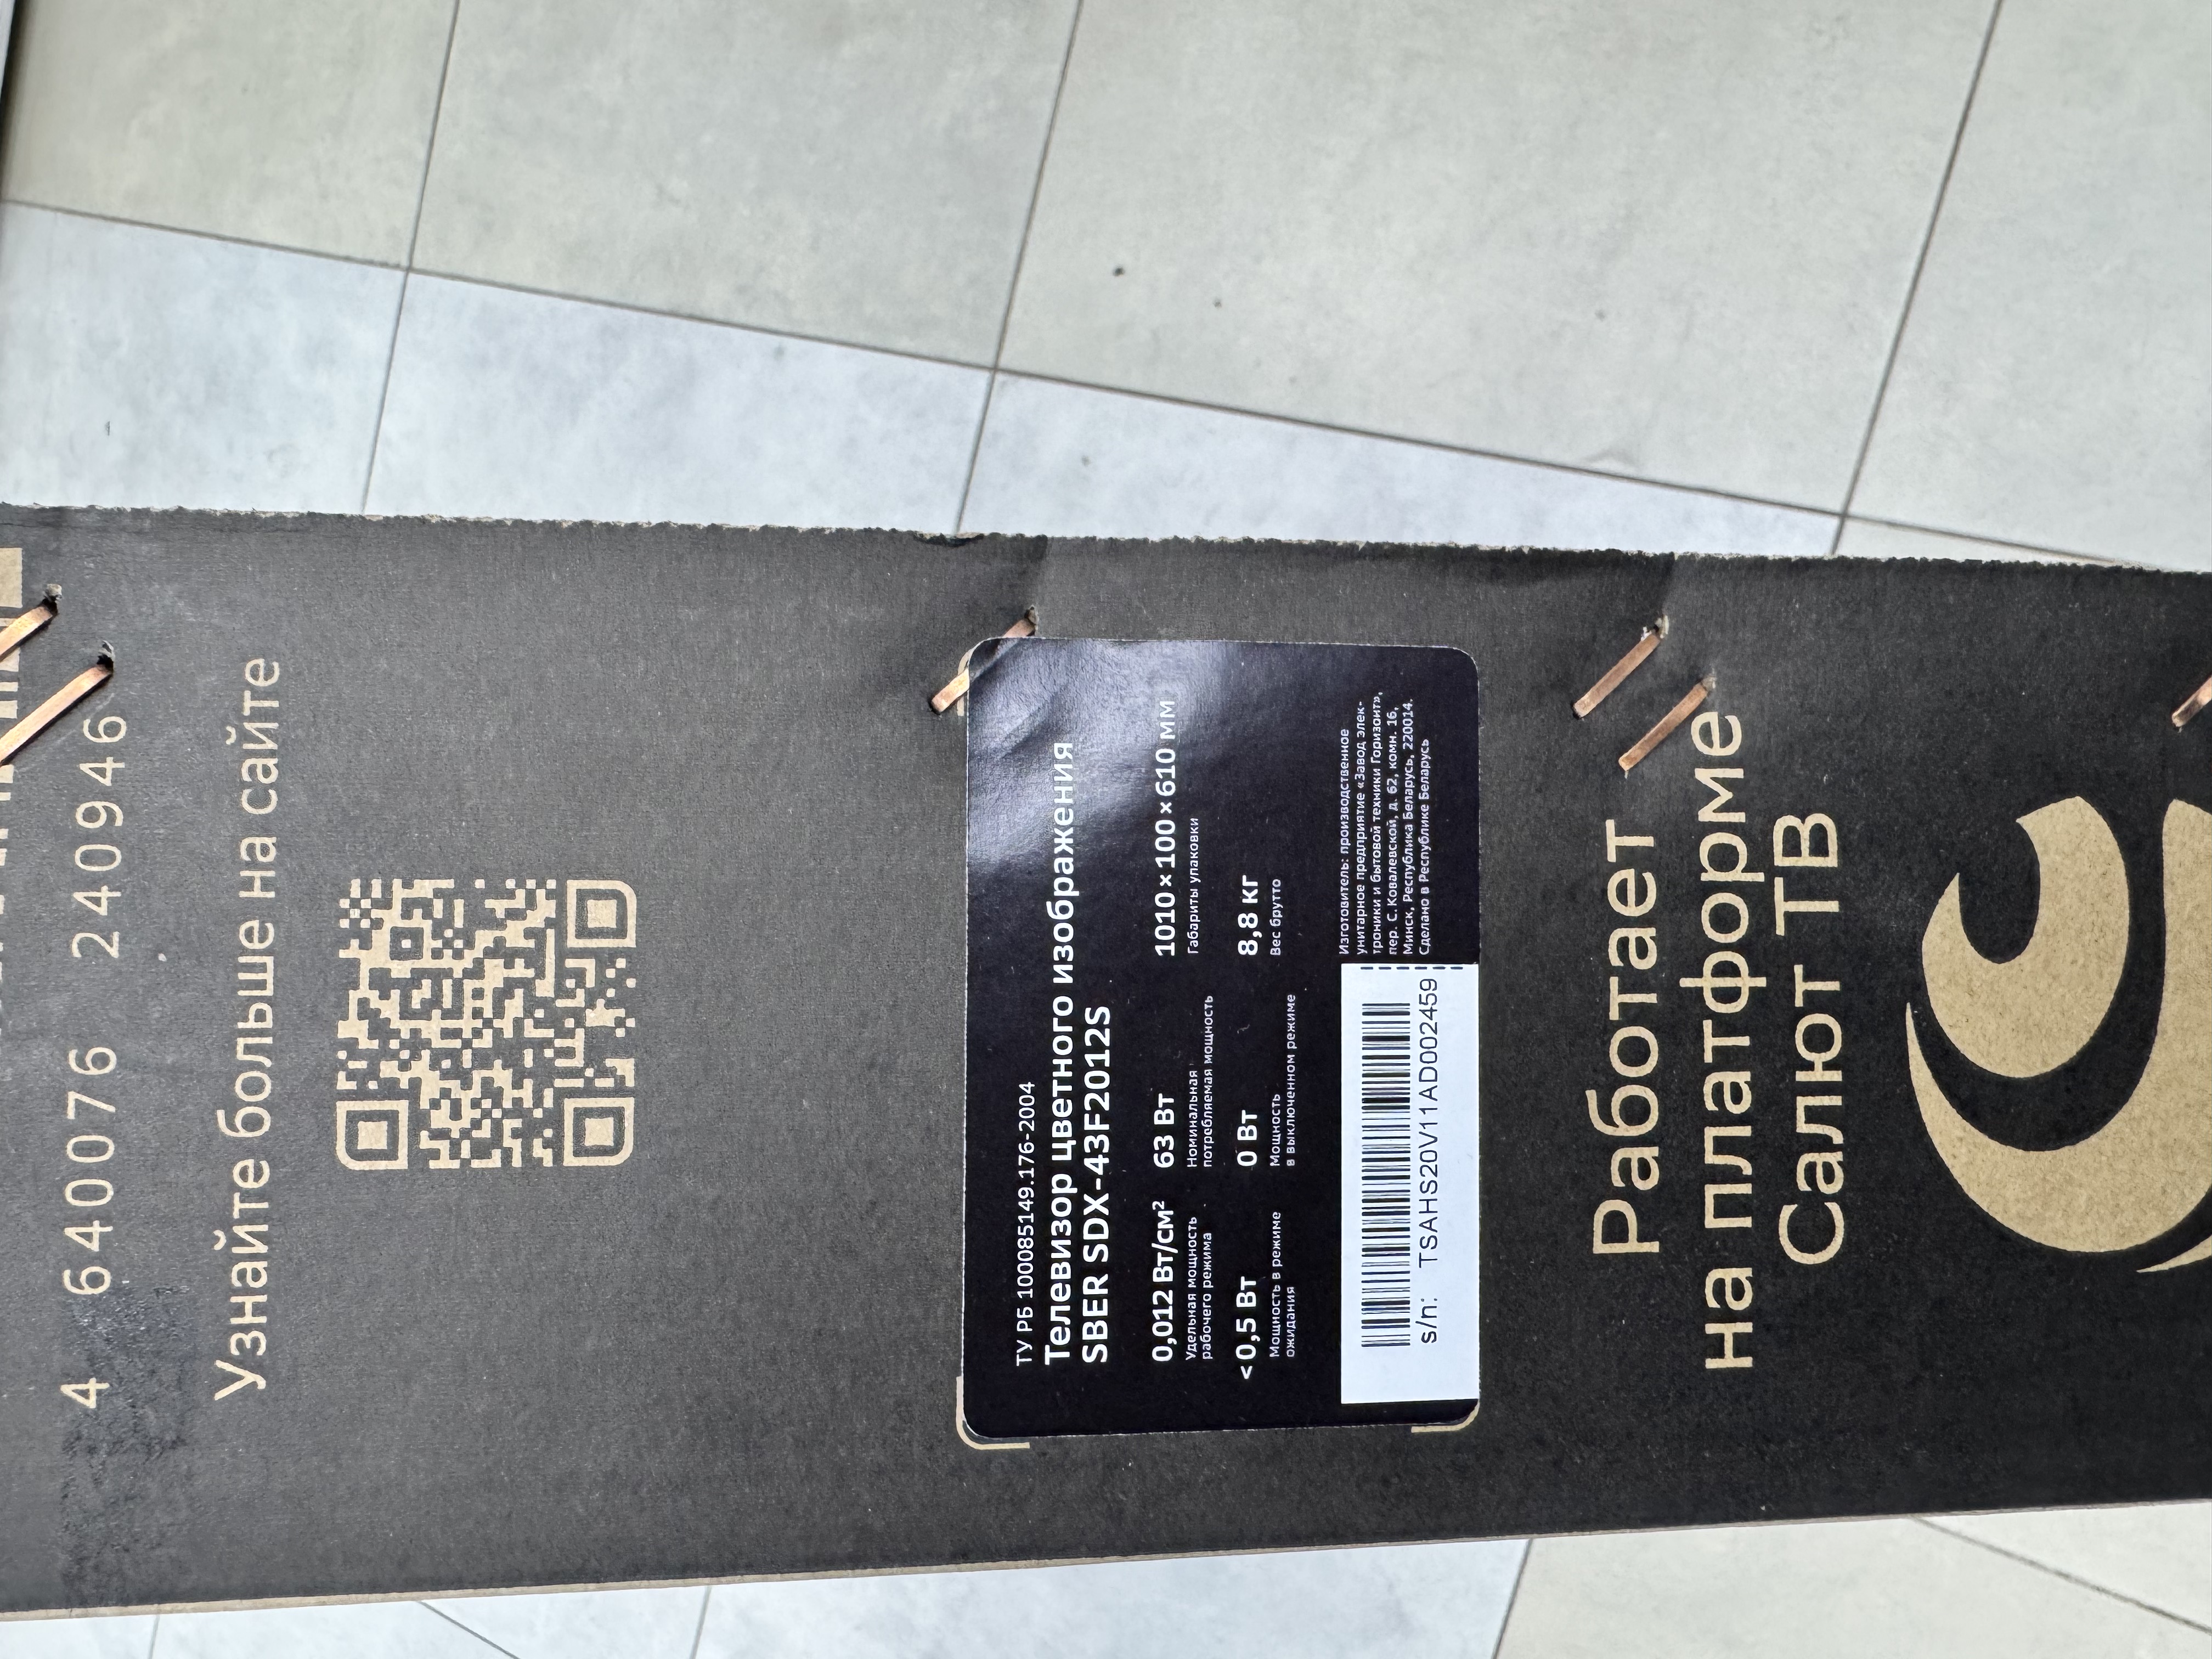 4 640076 240946
Узнайте больше на сайте
ТУ РБ 100085149.176-2004
Телевизор цветного изображения
SBER SDX-43F2012S
0,012 Вт/см²
Удельная мощность
рабочего режима
63 Вт
Номинальная
потребляемая мощность
1010×100×610 мм
Габариты упаковки
<0,5 Вт
Мощность в режиме
ожидания
0 Вт
Мощность
в выключенном режиме
8,8 кг
Вес брутто
s/n: TSAHS20V11AD002459
Изготовитель: производственное
унитарное предприятие «Завод элек-
троники и бытовой техники Горизонт»,
пер. С. Ковалевской, д. 62, комн. 16,
Минск, Республика Беларусь, 220014.
Сделано в Республике Беларусь
Работает
на платформе
Салют ТВ